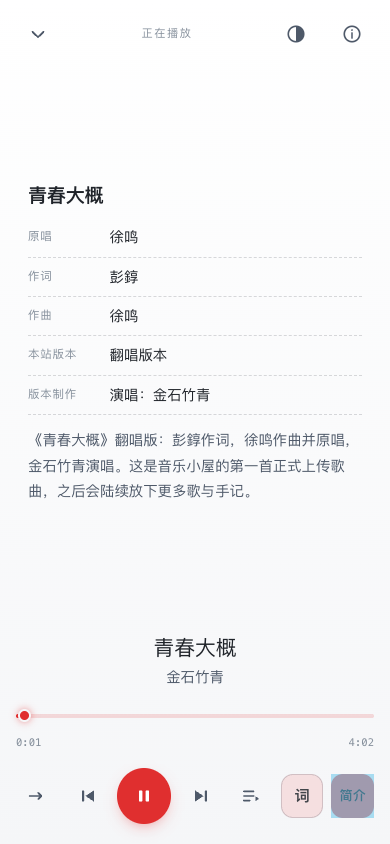 正在播放
青春大概
原唱 徐鸣
作词 彭錞
作曲 徐鸣
本站版本 翻唱版本
版本制作 演唱：金石竹青
《青春大概》翻唱版：彭錞作词，徐鸣作曲并原唱，
金石竹青演唱。这是音乐小屋的第一首正式上传歌
曲，之后会陆续放下更多歌与手记。
青春大概
金石竹青
0:01 4:02
词 简介